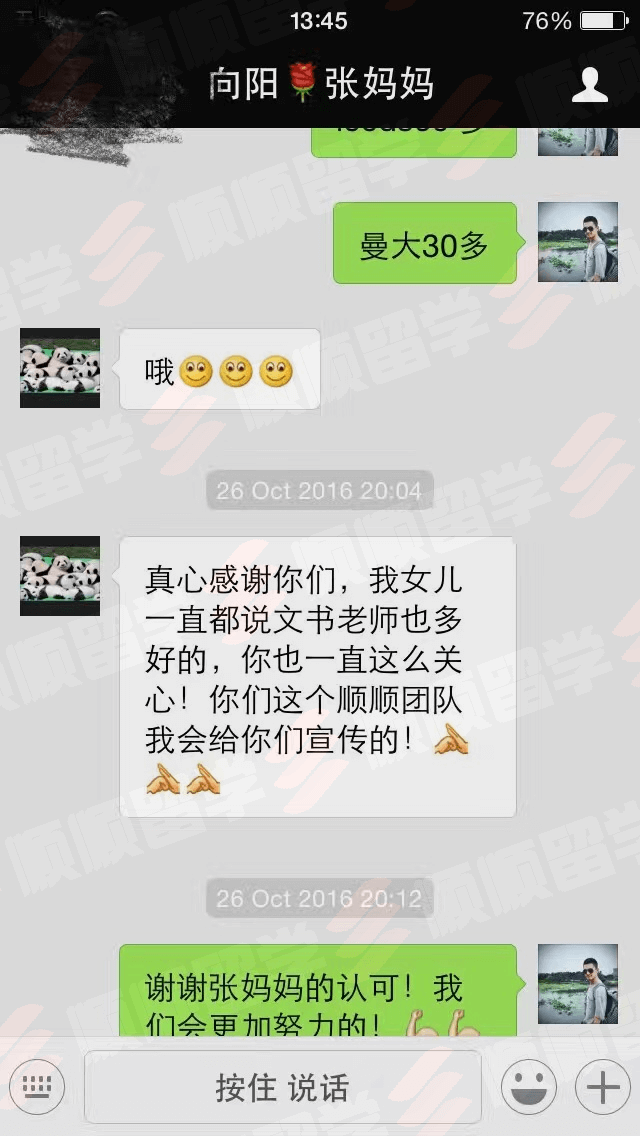 13:45
76%
向阳🌹张妈妈
曼大30多
哦
26 Oct 2016 20:04
真心感谢你们，我女儿
一直都说文书老师也多
好的，你也一直这么关
心！你们这个顺顺团队
我会给你们宣传的！
26 Oct 2016 20:12
谢谢张妈妈的认可！我
们会更加努力的！
按住 说话
顺顺留学